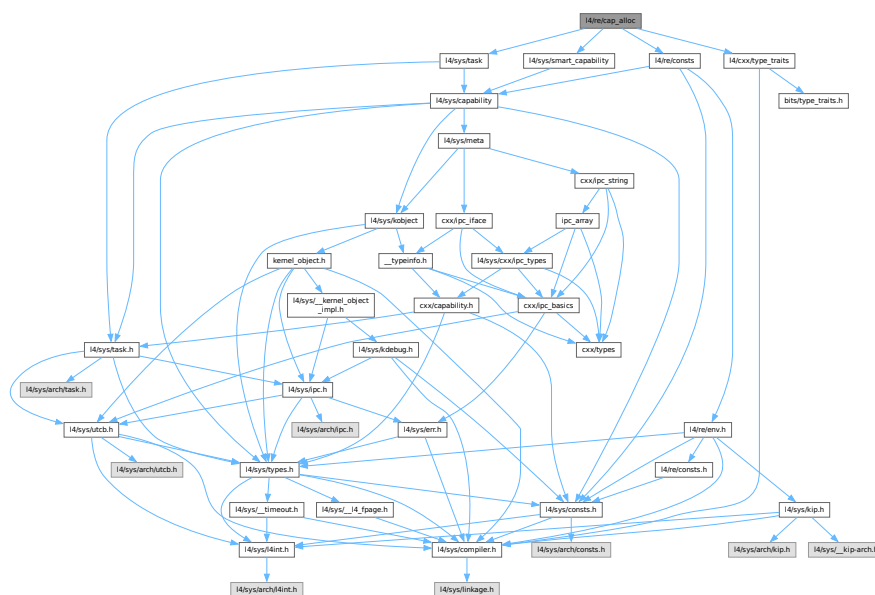 l4/re/cap_alloc
l4/sys/task
l4/sys/smart_capability
l4/re/consts
l4/cxx/type_traits
l4/sys/capability
bits/type_traits.h
l4/sys/meta
cxx/ipc_string
l4/sys/kobject
cxx/ipc_iface
ipc_array
kernel_object.h
__typeinfo.h
l4/sys/cxx/ipc_types
l4/sys/__kernel_object
_impl.h
cxx/capability.h
cxx/ipc_basics
l4/sys/task.h
l4/sys/kdebug.h
cxx/types
l4/sys/arch/task.h
l4/sys/ipc.h
l4/sys/utcb.h
l4/sys/arch/ipc.h
l4/sys/err.h
l4/re/env.h
l4/sys/arch/utcb.h
l4/sys/types.h
l4/re/consts.h
l4/sys/__timeout.h
l4/sys/__l4_fpage.h
l4/sys/consts.h
l4/sys/kip.h
l4/sys/l4int.h
l4/sys/compiler.h
l4/sys/arch/consts.h
l4/sys/arch/kip.h
l4/sys/__kip-arch.h
l4/sys/arch/l4int.h
l4/sys/linkage.h